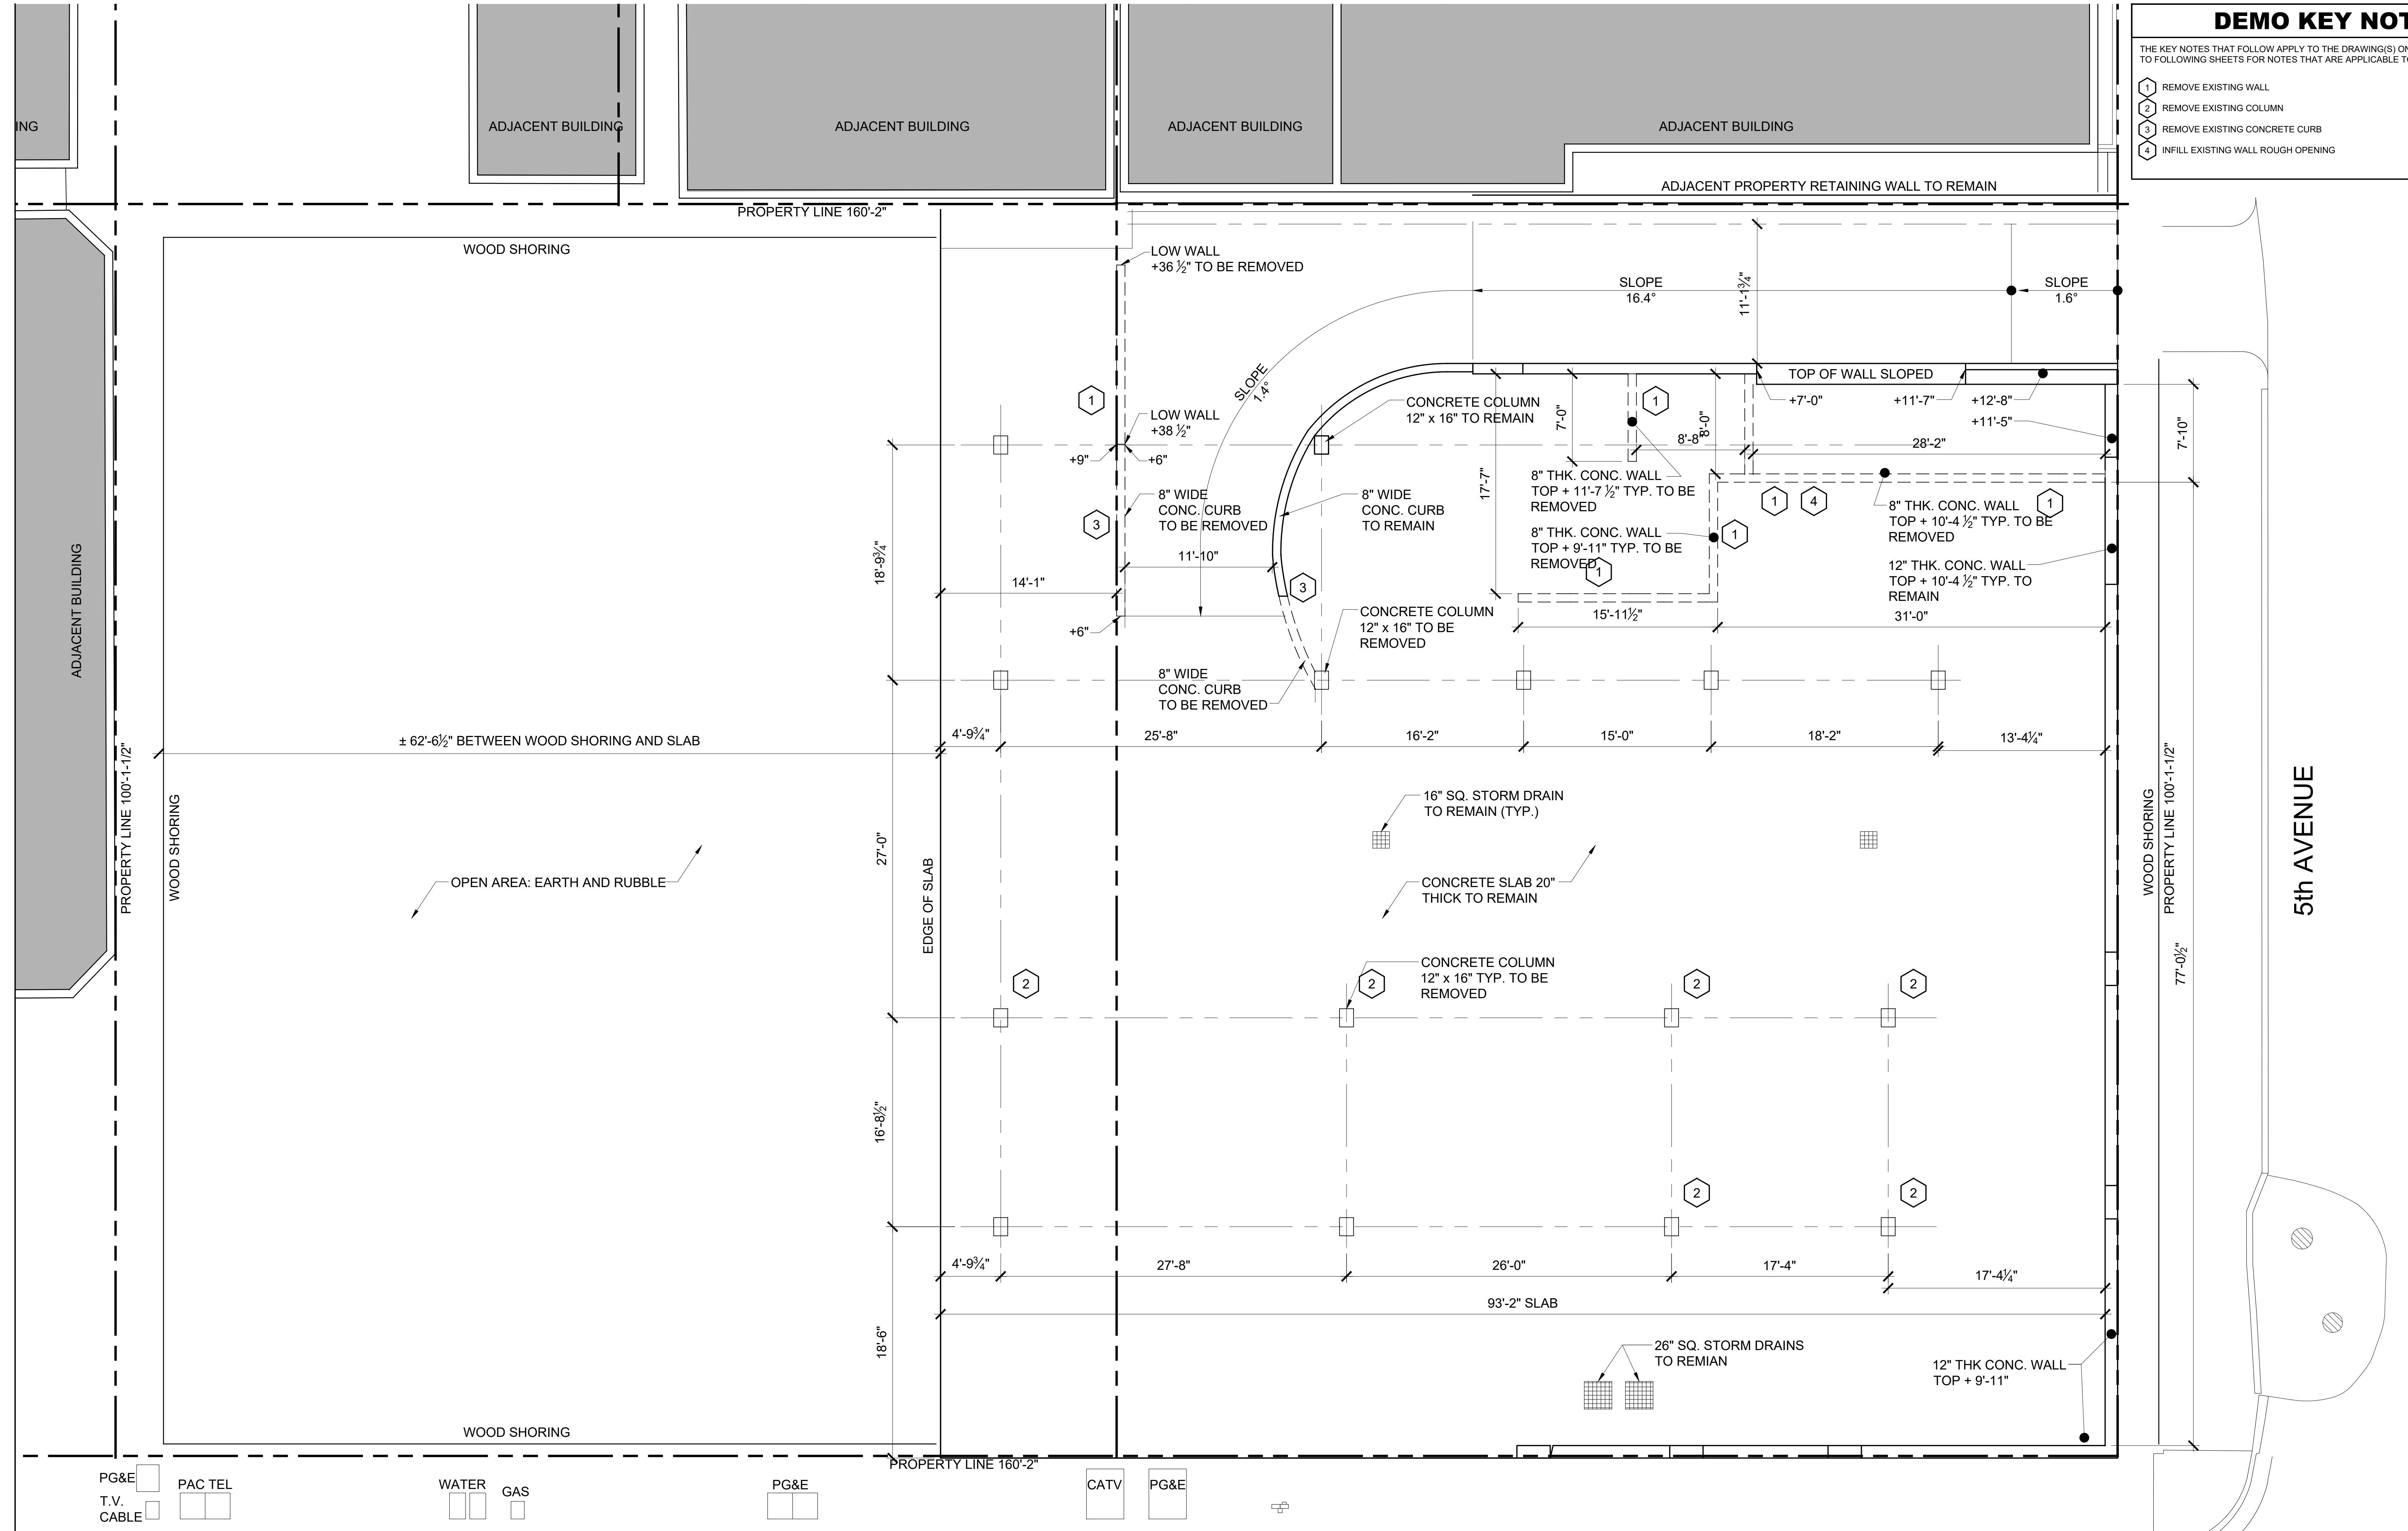 DEMO KEY NOT
THE KEY NOTES THAT FOLLOW APPLY TO THE DRAWING(S) ON
TO FOLLOWING SHEETS FOR NOTES THAT ARE APPLICABLE TO
1 REMOVE EXISTING WALL
2 REMOVE EXISTING COLUMN
3 REMOVE EXISTING CONCRETE CURB
4 INFILL EXISTING WALL ROUGH OPENING
ING
ADJACENT BUILDING
ADJACENT BUILDING
ADJACENT BUILDING
ADJACENT BUILDING
ADJACENT PROPERTY RETAINING WALL TO REMAIN
PROPERTY LINE 160'-2"
WOOD SHORING
LOW WALL
+36 ½" TO BE REMOVED
SLOPE
16.4°
11'-1¾"
SLOPE
1.6°
SLOPE
1.4°
TOP OF WALL SLOPED
+7'-0"
+11'-7"
+12'-8"
+11'-5"
7'-10"
1
LOW WALL
+38 ½"
+9"
+6"
CONCRETE COLUMN
12" x 16" TO REMAIN
7'-0"
1
8'-8"
8'-0"
28'-2"
17'-7"
8" THK. CONC. WALL
TOP + 11'-7 ½" TYP. TO BE
REMOVED
8" THK. CONC. WALL
TOP + 9'-11" TYP. TO BE
REMOVED
1
1
1
4
1
8" THK. CONC. WALL
TOP + 10'-4 ½" TYP. TO BE
REMOVED
12" THK. CONC. WALL
TOP + 10'-4 ½" TYP. TO
REMAIN
3
8" WIDE
CONC. CURB
TO BE REMOVED
8" WIDE
CONC. CURB
TO REMAIN
11'-10"
14'-1"
18'-9¾"
3
15'-11½"
31'-0"
+6"
CONCRETE COLUMN
12" x 16" TO BE
REMOVED
8" WIDE
CONC. CURB
TO BE REMOVED
ADJACENT BUILDING
± 62'-6½" BETWEEN WOOD SHORING AND SLAB
4'-9¾"
25'-8"
16'-2"
15'-0"
18'-2"
13'-4¼"
PROPERTY LINE 100'-1-1/2"
WOOD SHORING
OPEN AREA: EARTH AND RUBBLE
27'-0"
EDGE OF SLAB
16" SQ. STORM DRAIN
TO REMAIN (TYP.)
CONCRETE SLAB 20"
THICK TO REMAIN
WOOD SHORING
PROPERTY LINE 100'-1-1/2"
5th AVENUE
77'-0½"
2
CONCRETE COLUMN
12" x 16" TYP. TO BE
REMOVED
2
2
2
16'-8½"
2
2
4'-9¾"
27'-8"
26'-0"
17'-4"
17'-4¼"
93'-2" SLAB
18'-6"
26" SQ. STORM DRAINS
TO REMIAN
12" THK CONC. WALL
TOP + 9'-11"
WOOD SHORING
PROPERTY LINE 160'-2"
PG&E
T.V.
CABLE
PAC TEL
WATER
GAS
PG&E
CATV
PG&E